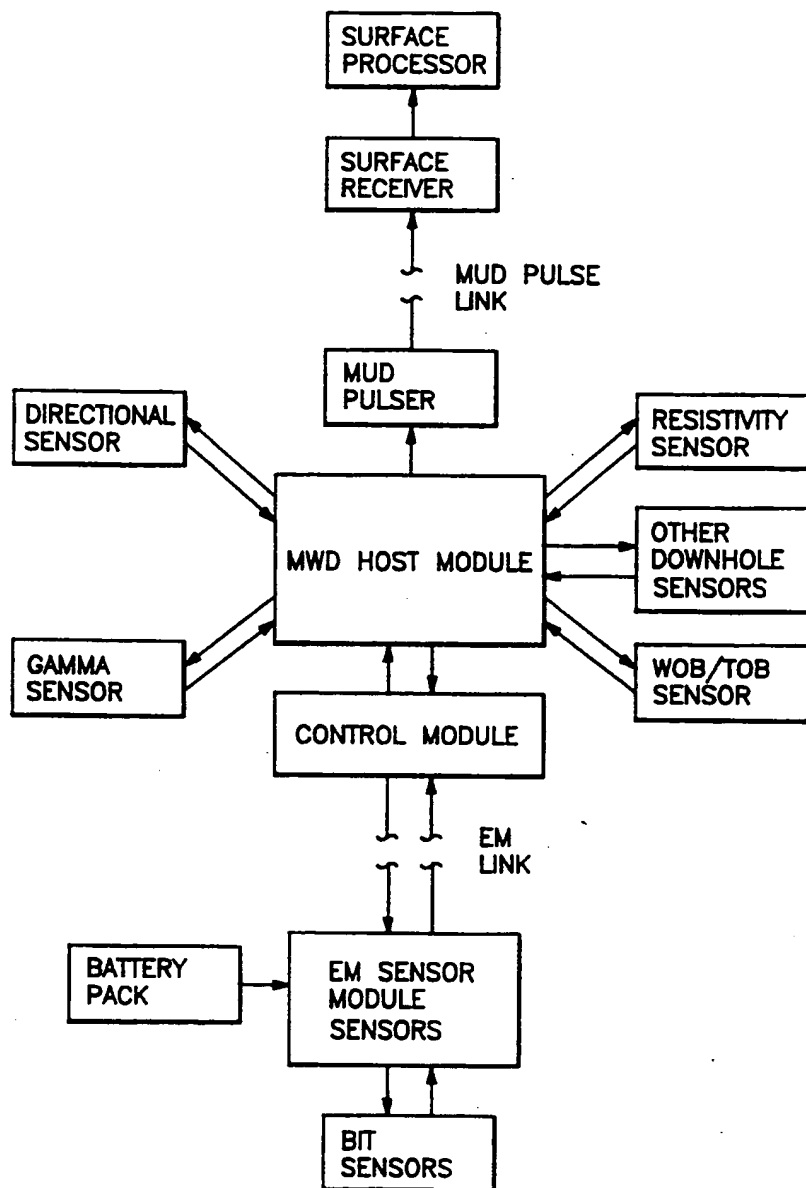 SURFACE
PROCESSOR
SURFACE
RECEIVER
MUD PULSE
LINK
MUD
PULSER
DIRECTIONAL
SENSOR
RESISTIVITY
SENSOR
MWD HOST MODULE
OTHER
DOWNHOLE
SENSORS
GAMMA
SENSOR
WOB/TOB
SENSOR
CONTROL MODULE
EM
LINK
BATTERY
PACK
EM SENSOR
MODULE
SENSORS
BIT
SENSORS